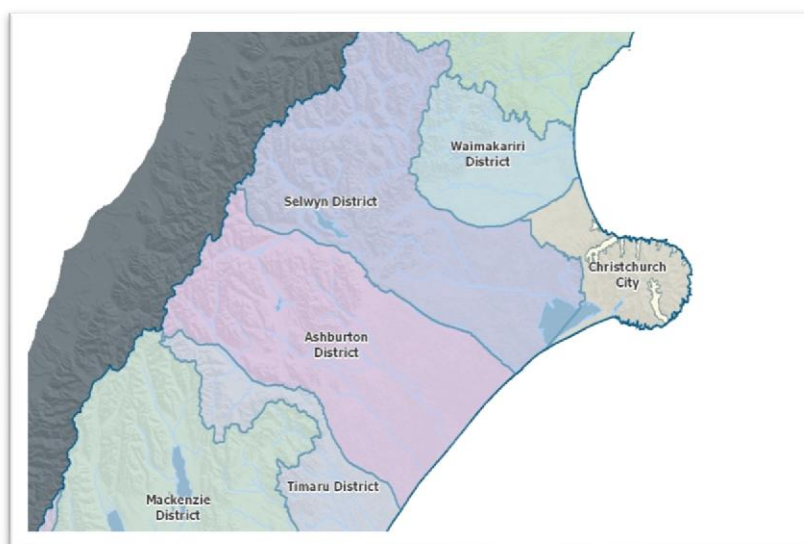 Waimakariri
District
Selwyn District
Christchurch
City
Ashburton
District
Timaru District
Mackenzie
District